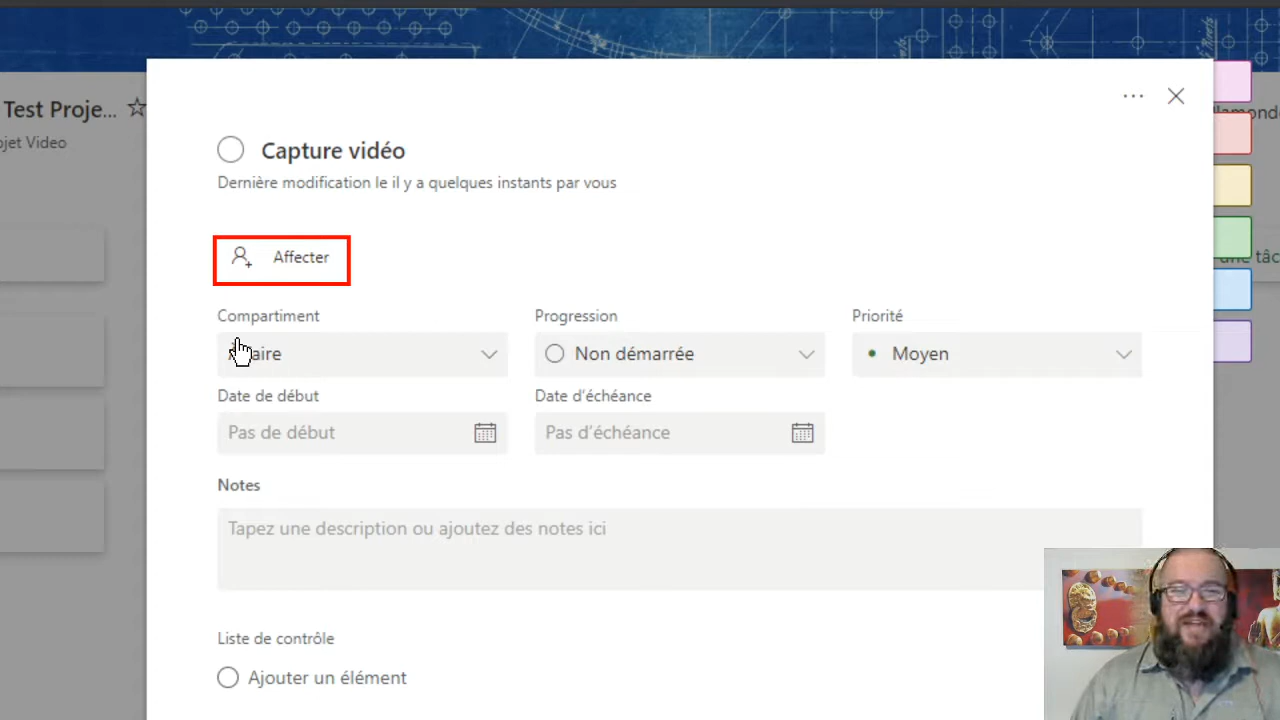 Test Proje...
ojet Video
Capture vidéo
Dernière modification le il y a quelques instants par vous
Affecter
Compartiment
Progression
Priorité
Non démarrée
Moyen
Date de début
Date d'échéance
Pas de début
Pas d'échéance
Notes
Tapez une description ou ajoutez des notes ici
Liste de contrôle
Ajouter un élément